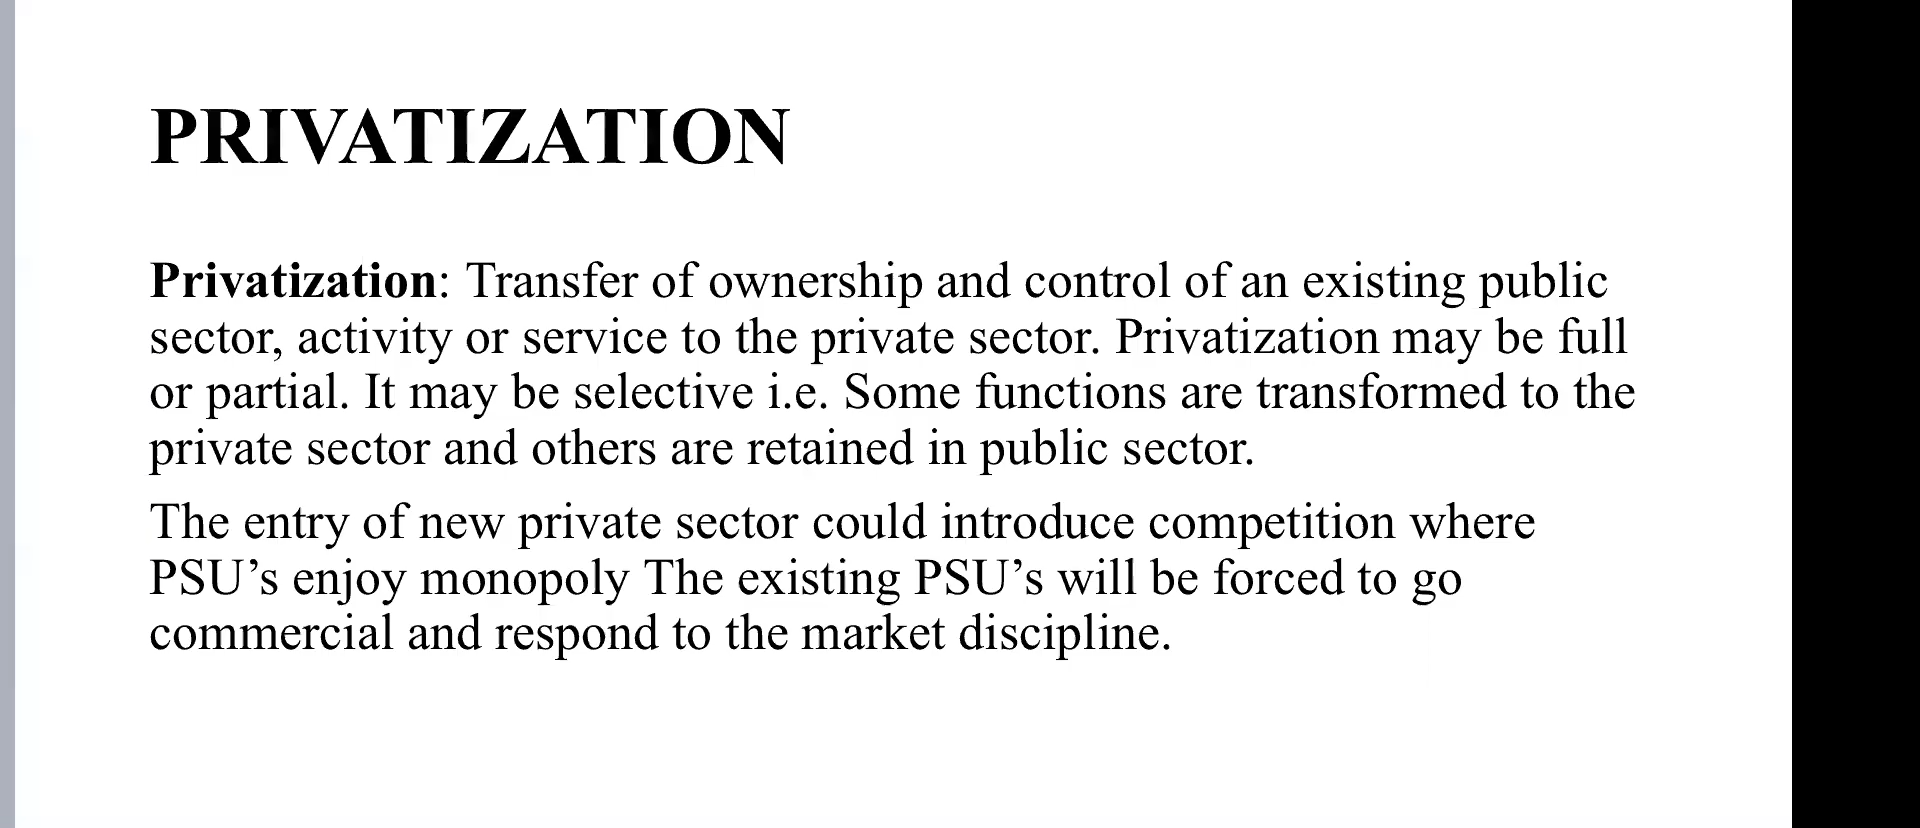 PRIVATIZATION
Privatization: Transfer of ownership and control of an existing public
sector, activity or service to the private sector. Privatization may be full
or partial. It may be selective i.e. Some functions are transformed to the
private sector and others are retained in public sector.
The entry of new private sector could introduce competition where
PSU’s enjoy monopoly The existing PSU’s will be forced to go
commercial and respond to the market discipline.